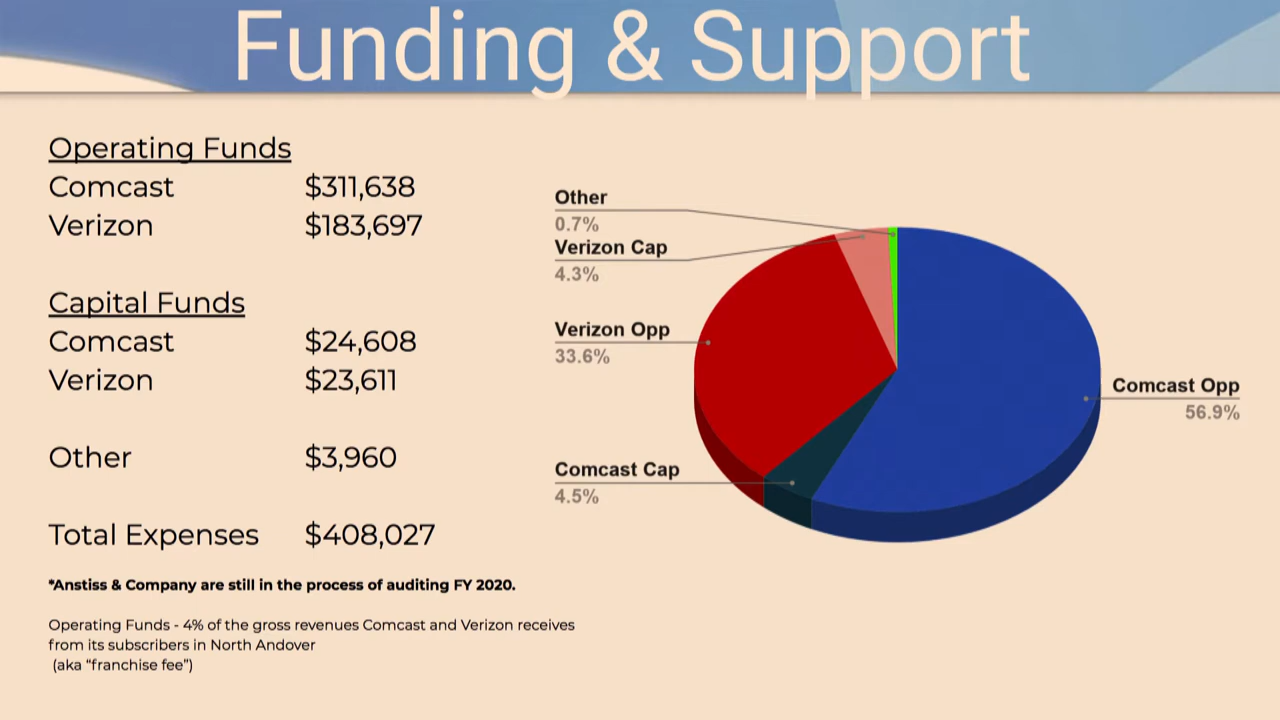 Funding & Support
Operating Funds
Comcast $311,638
Verizon $183,697
Capital Funds
Comcast $24,608
Verizon $23,611
Other $3,960
Total Expenses $408,027
*Anstiss & Company are still in the process of auditing FY 2020.
Operating Funds - 4% of the gross revenues Comcast and Verizon receives
from its subscribers in North Andover
(aka “franchise fee”)
Other
0.7%
Verizon Cap
4.3%
Verizon Opp
33.6%
Comcast Cap
4.5%
Comcast Opp
56.9%